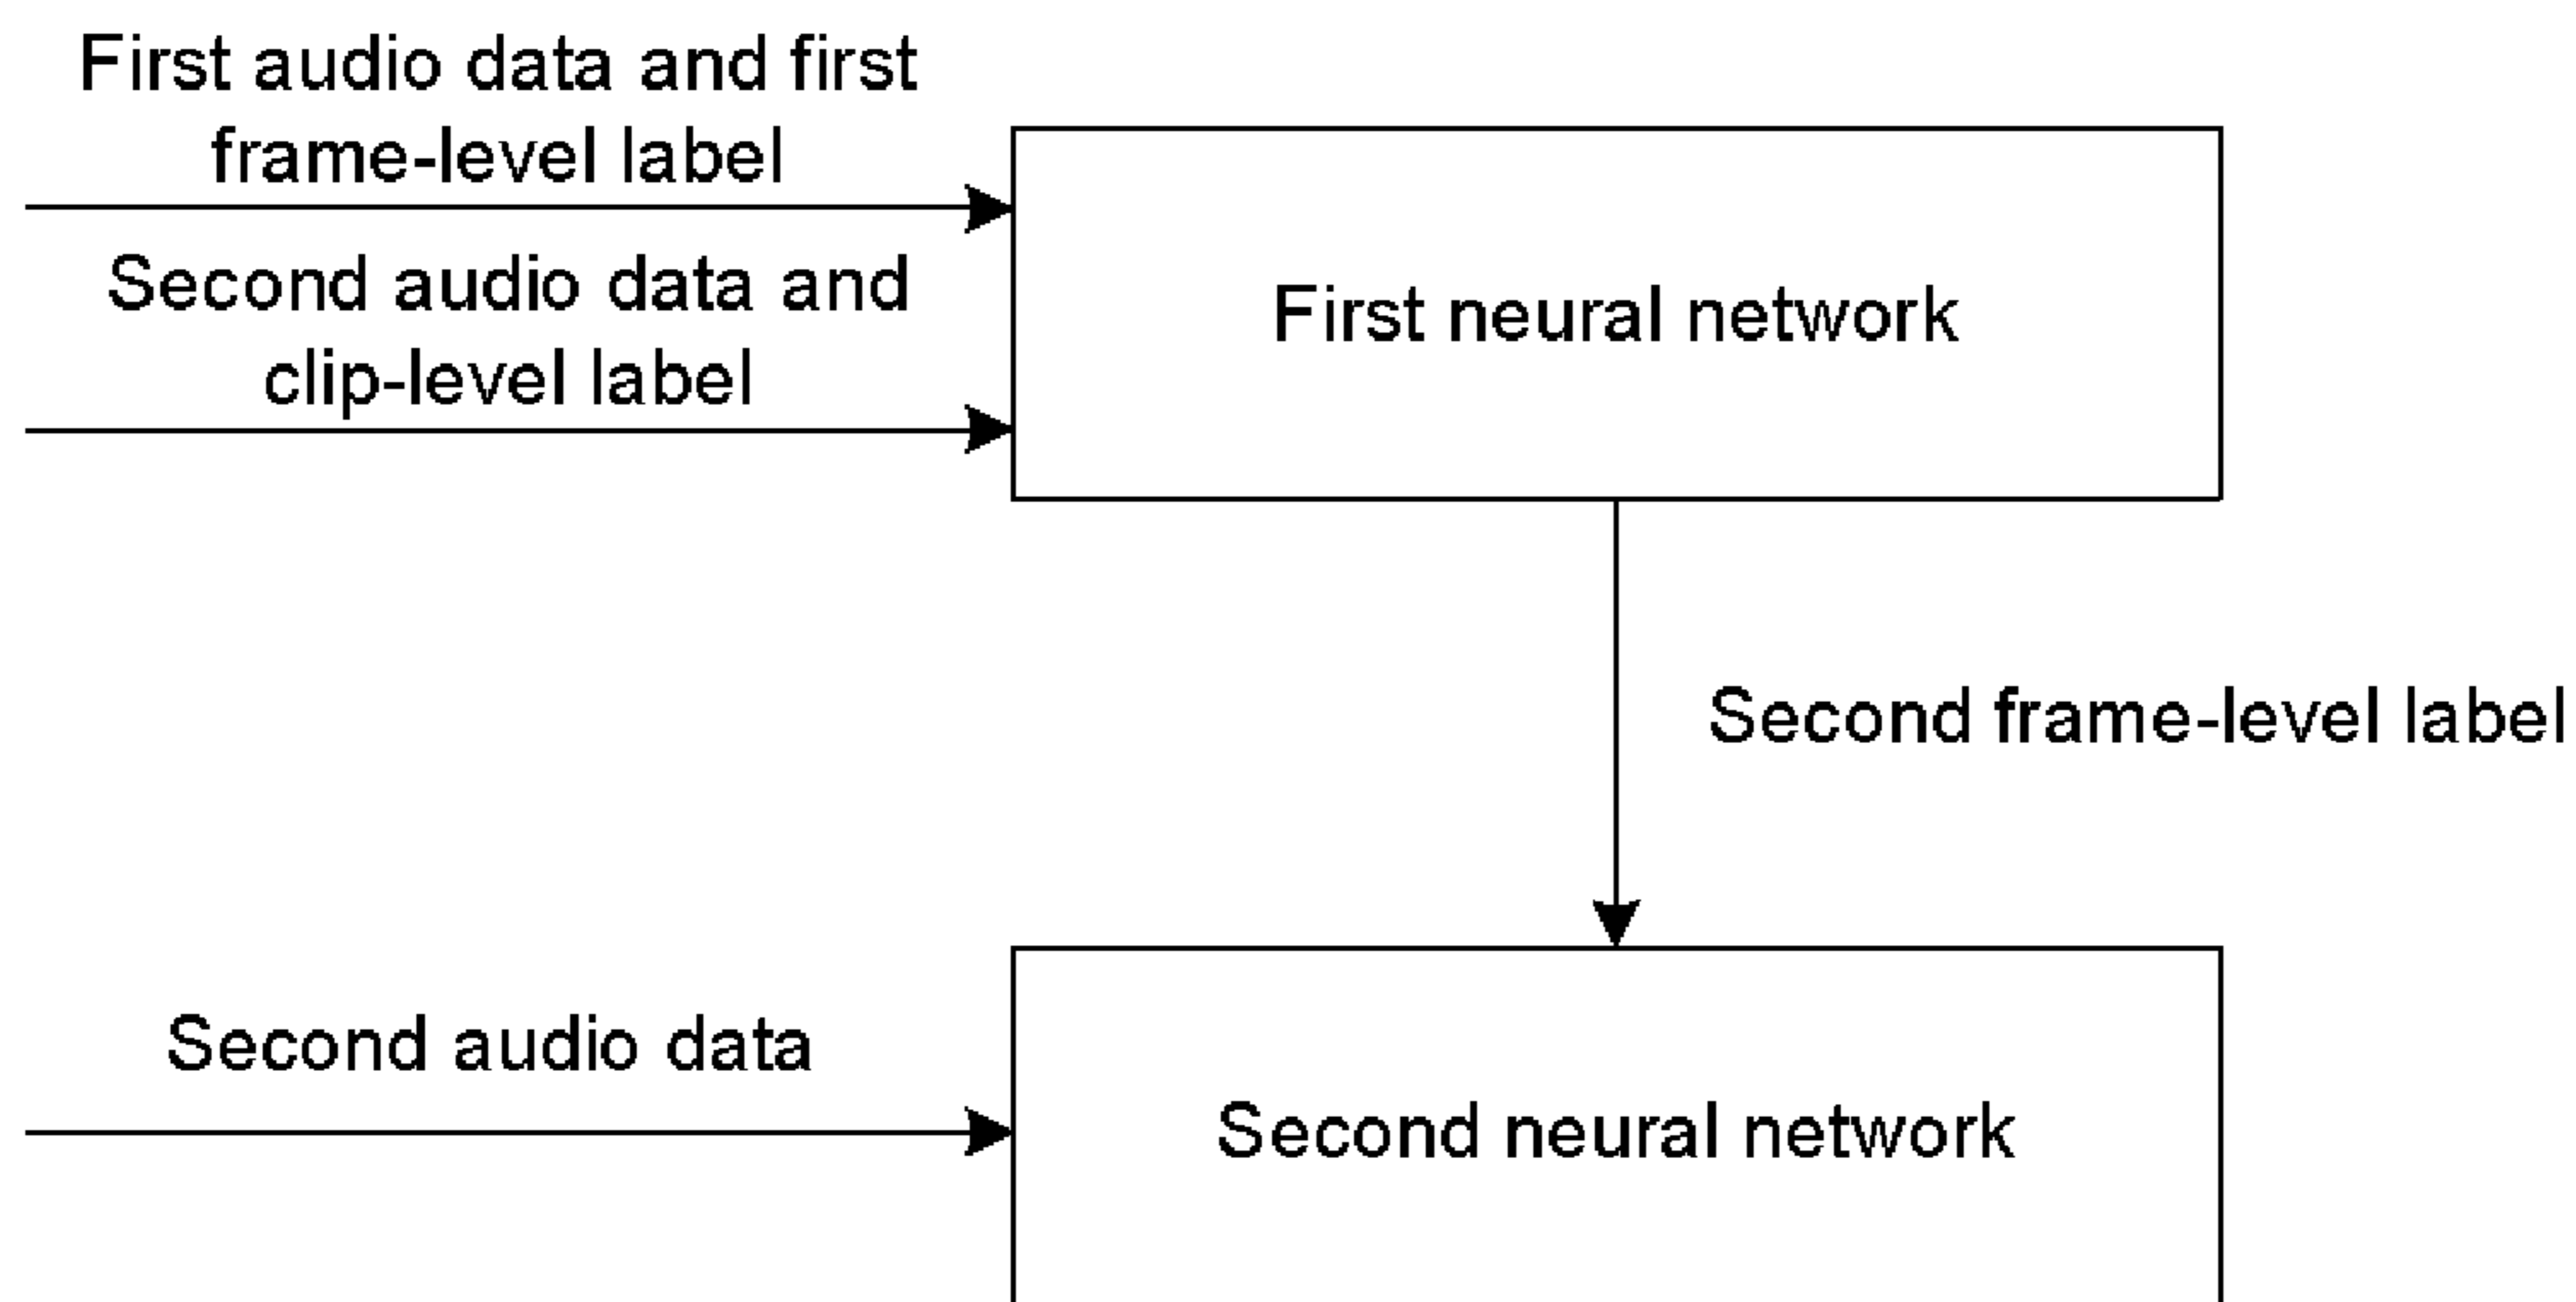 First audio data and first
frame-level label
Second audio data and
clip-level label
First neural network
Second frame-level label
Second audio data
Second neural network